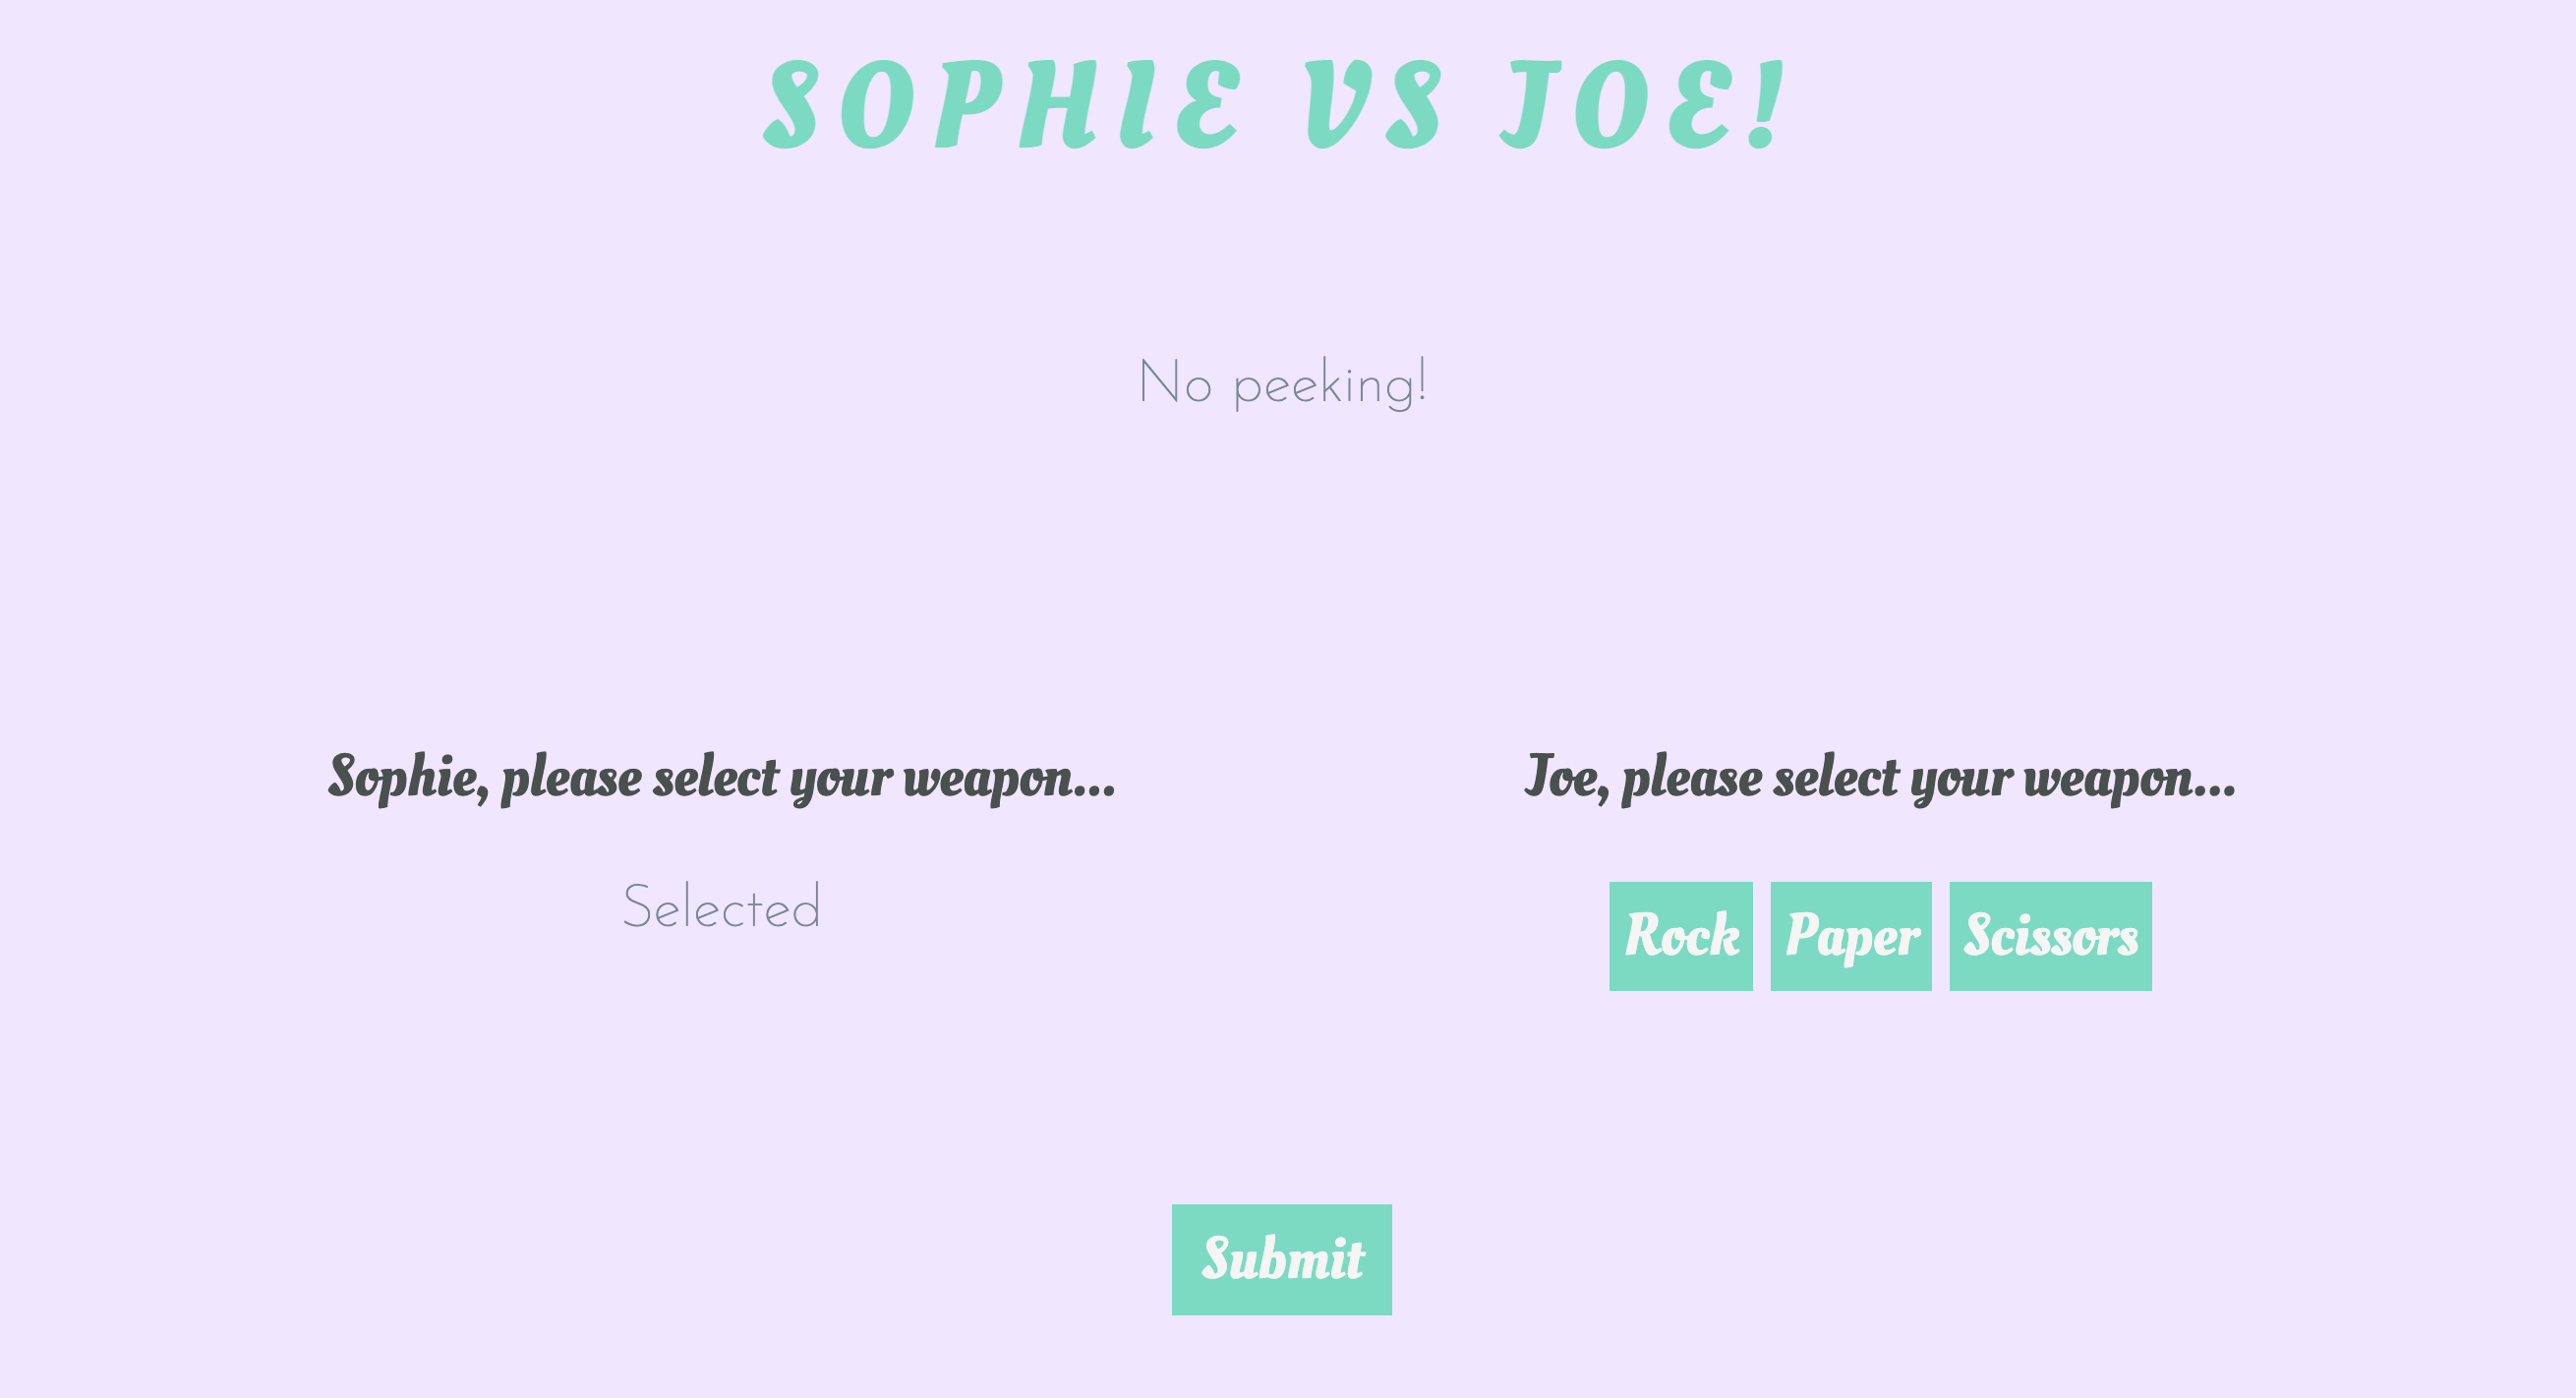 SOPHIE VS JOE!
No peeking!
Sophie, please select your weapon...
Selected
Joe, please select your weapon...
Rock Paper Scissors
Submit